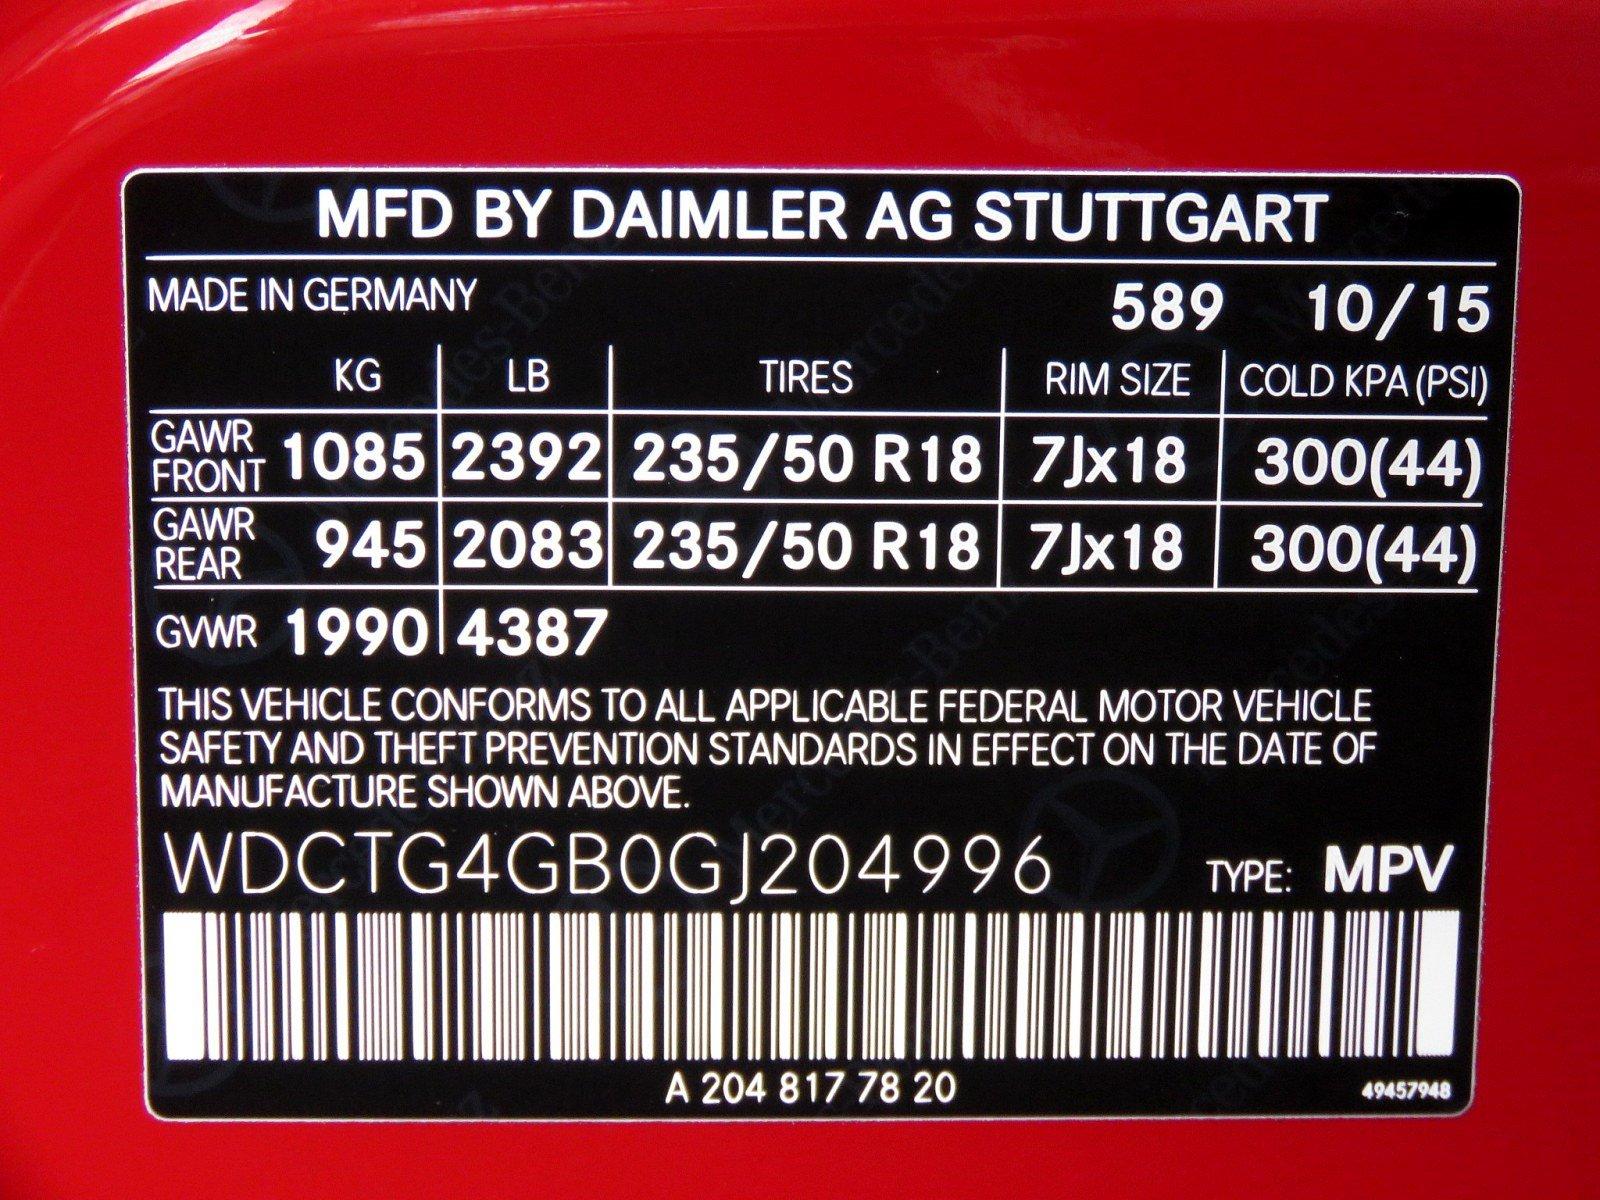 MFD BY DAIMLER AG STUTTGART
MADE IN GERMANY 589 10/15
KG LB TIRES RIM SIZE COLD KPA (PSI)
GAWR FRONT 1085 2392 235/50 R18 7Jx18 300(44)
GAWR REAR 945 2083 235/50 R18 7Jx18 300(44)
GVWR 1990 4387
THIS VEHICLE CONFORMS TO ALL APPLICABLE FEDERAL MOTOR VEHICLE
SAFETY AND THEFT PREVENTION STANDARDS IN EFFECT ON THE DATE OF
MANUFACTURE SHOWN ABOVE.
WDCTG4GB0GJ204996 TYPE: MPV
A 204 817 78 20 49457948